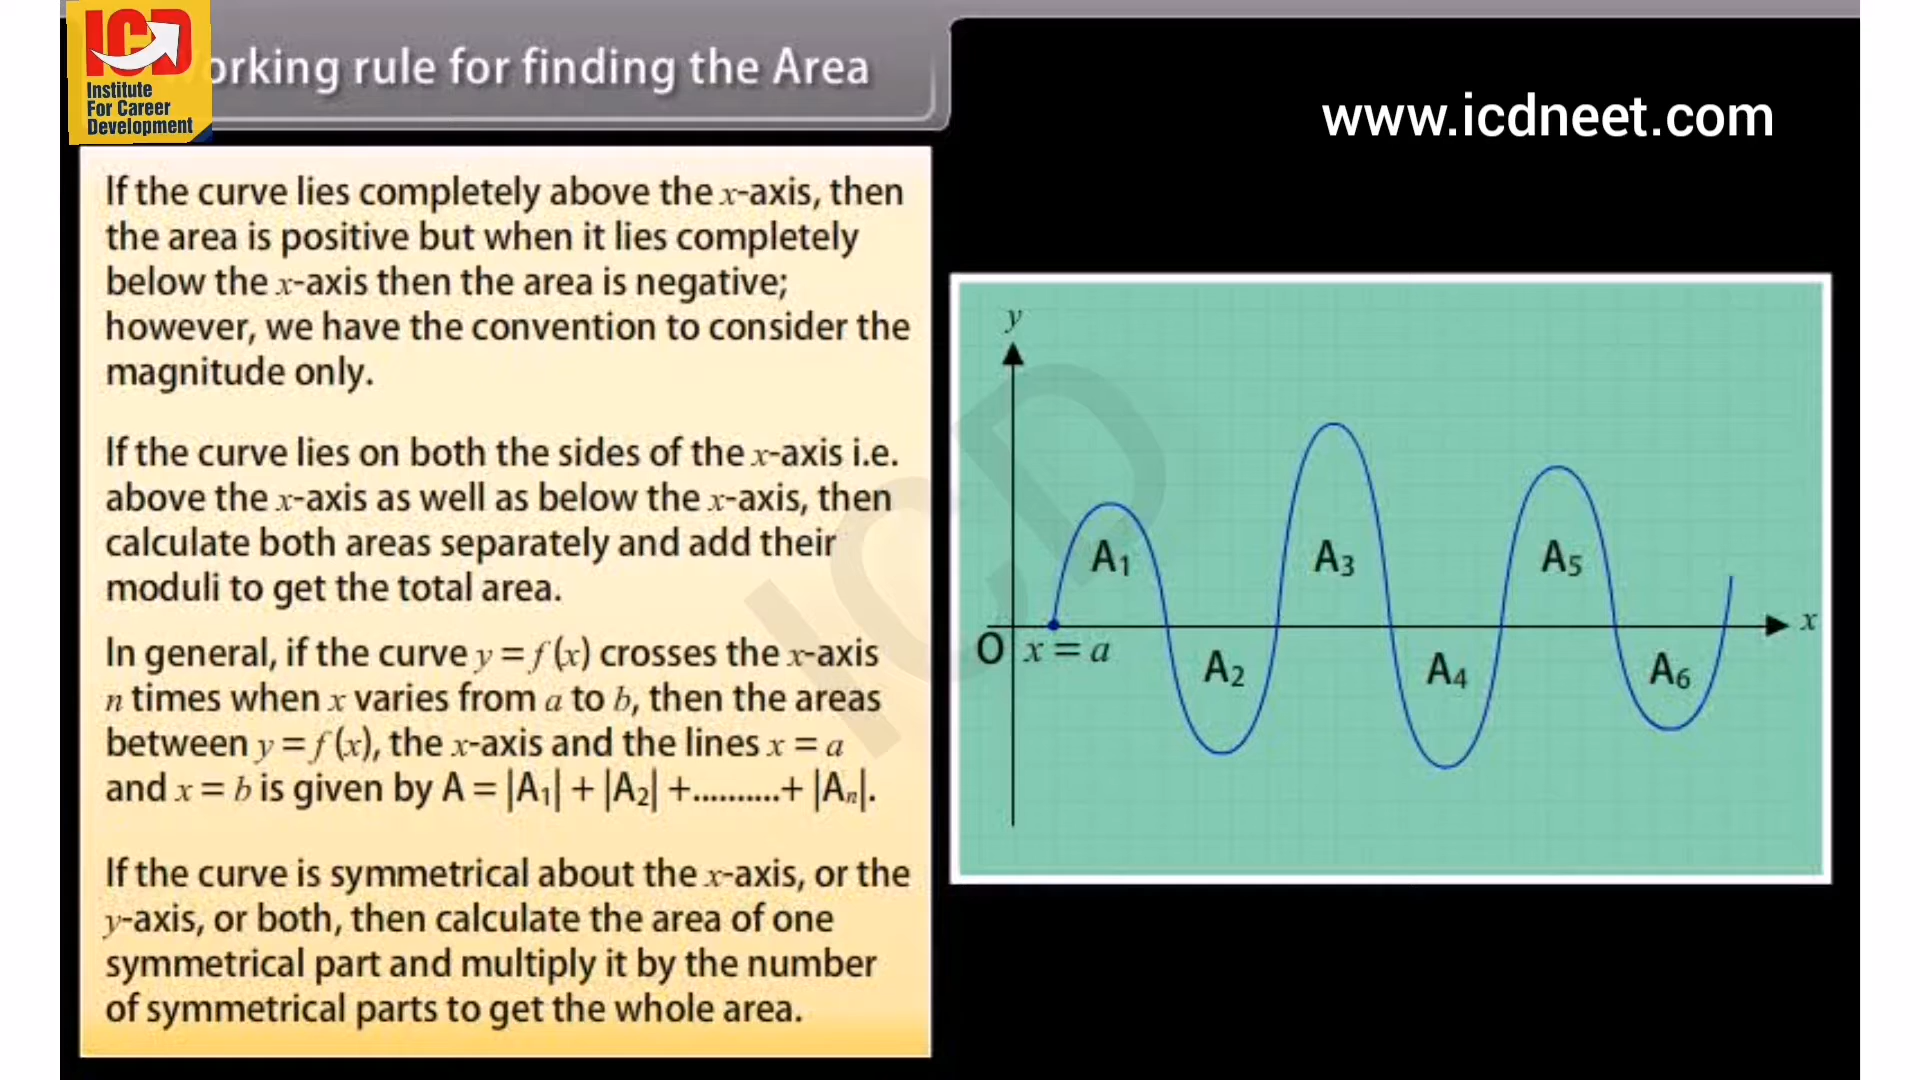 ICD
Institute
For Career
Development
orking rule for finding the Area
www.icdneet.com
If the curve lies completely above the x-axis, then
the area is positive but when it lies completely
below the x-axis then the area is negative;
however, we have the convention to consider the
magnitude only.
If the curve lies on both the sides of the x-axis i.e.
above the x-axis as well as below the x-axis, then
calculate both areas separately and add their
moduli to get the total area.
In general, if the curve y = f (x) crosses the x-axis
n times when x varies from a to b, then the areas
between y = f (x), the x-axis and the lines x = a
and x = b is given by A = |A₁| + |A₂| +..........+ |Aₙ|.
If the curve is symmetrical about the x-axis, or the
y-axis, or both, then calculate the area of one
symmetrical part and multiply it by the number
of symmetrical parts to get the whole area.
y
A₁ A₃ A₅
x
O x = a
A₂ A₄ A₆
ICD